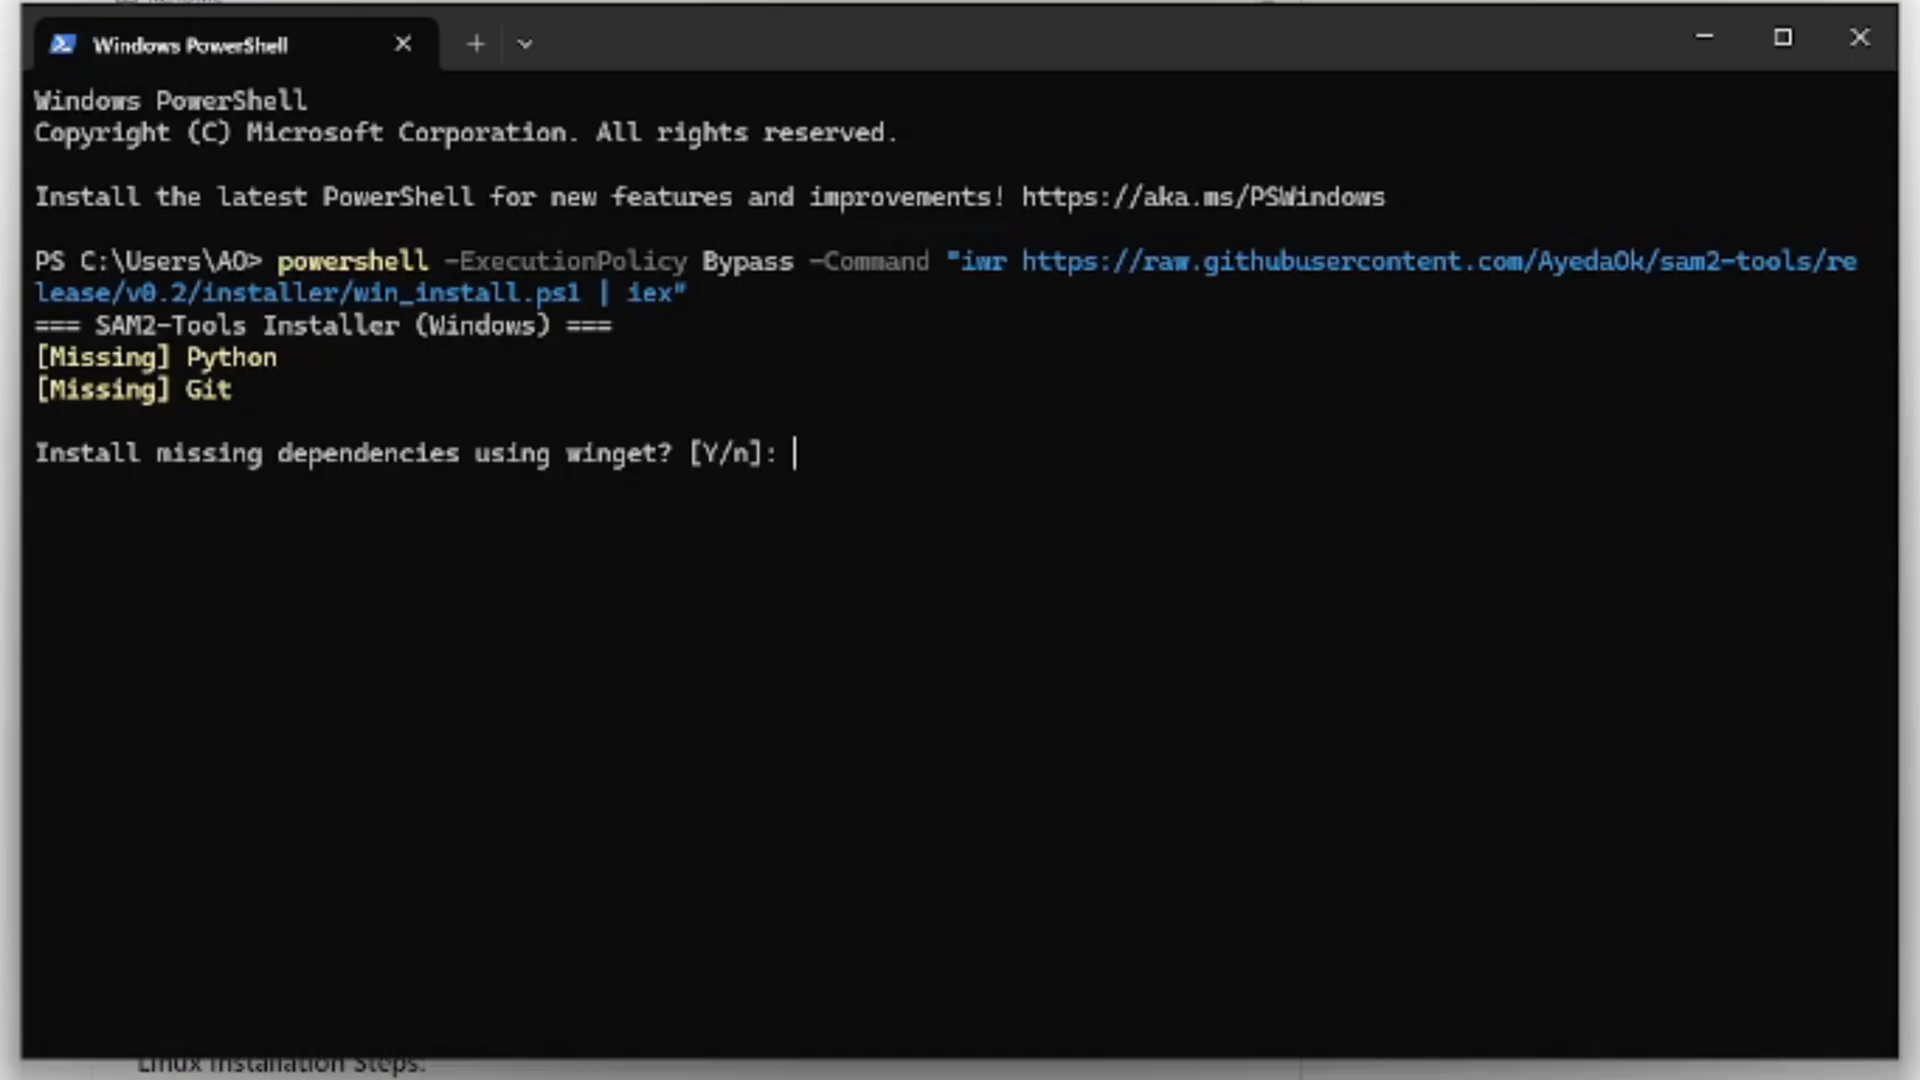 Windows PowerShell
Windows PowerShell
Copyright (C) Microsoft Corporation. All rights reserved.
Install the latest PowerShell for new features and improvements! https://aka.ms/PSWindows
PS C:\Users\AO> powershell -ExecutionPolicy Bypass -Command "iwr https://raw.githubusercontent.com/AyedaOk/sam2-tools/re
lease/v0.2/installer/win_install.ps1 | iex"
=== SAM2-Tools Installer (Windows) ===
[Missing] Python
[Missing] Git
Install missing dependencies using winget? [Y/n]:
Linux Installation Steps: